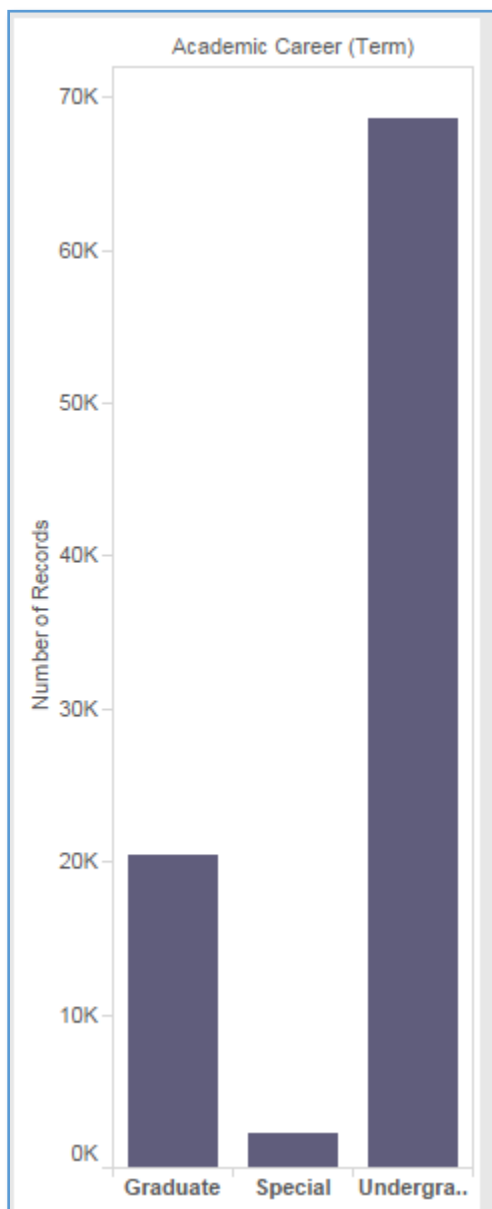 Academic Career (Term)
70K
60K
50K
40K
30K
20K
10K
0K
Number of Records
Graduate Special Undergra..